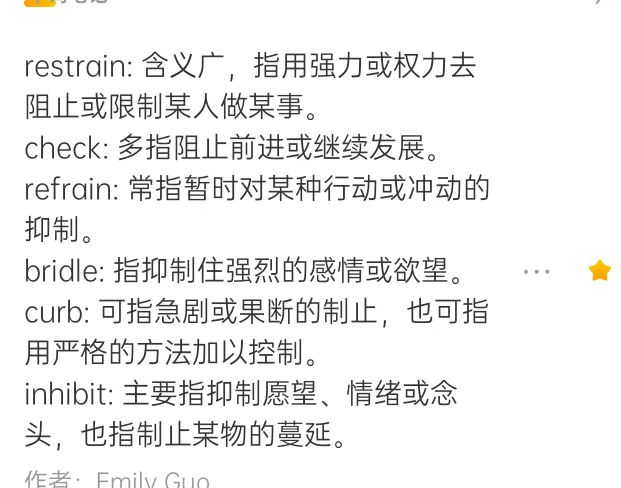 restrain: 含义广，指用强力或权力去
阻止或限制某人做某事。
check: 多指阻止前进或继续发展。
refrain: 常指暂时对某种行动或冲动的
抑制。
bridle: 指抑制住强烈的感情或欲望。
curb: 可指急剧或果断的制止，也可指
用严格的方法加以控制。
inhibit: 主要指抑制愿望、情绪或念
头，也指制止某物的蔓延。
作者：Emily Guo